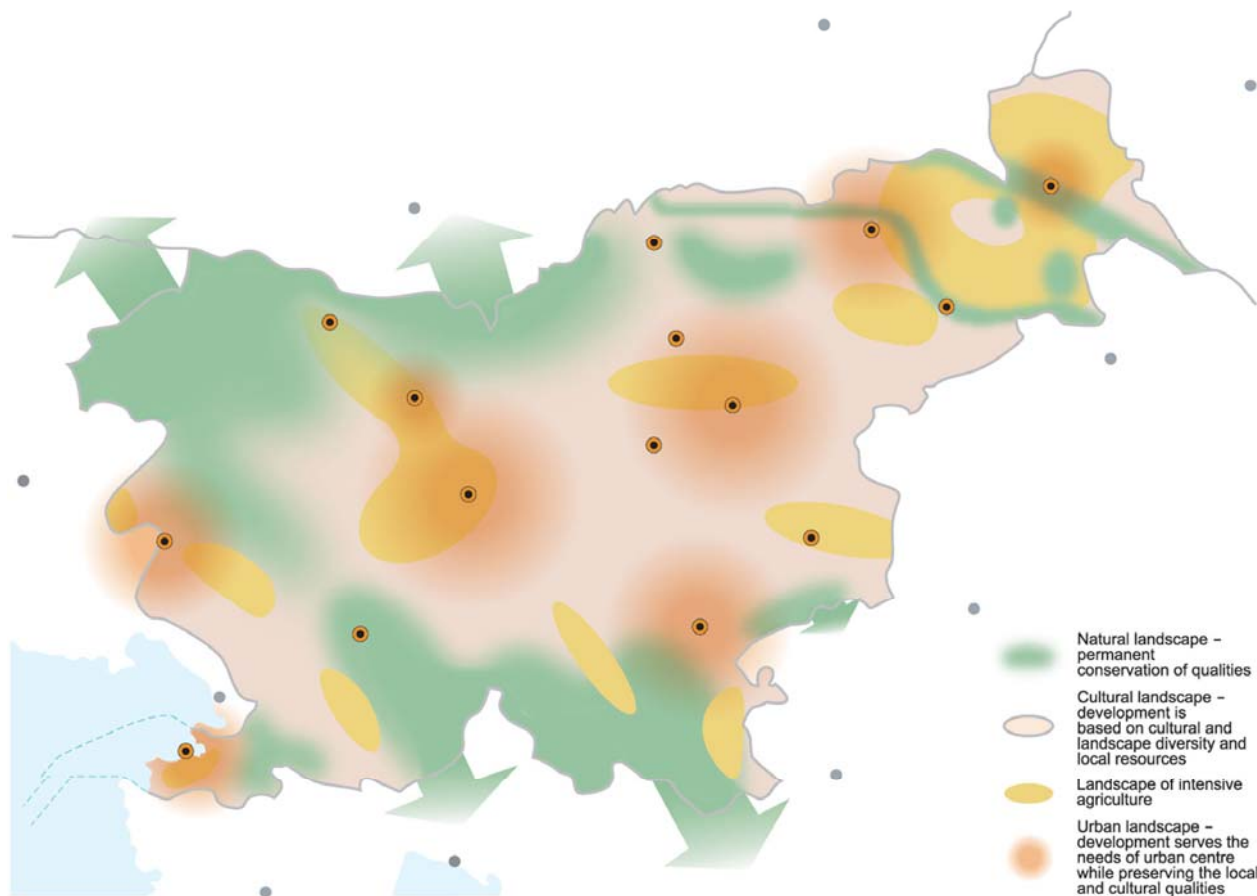 Natural landscape –
permanent
conservation of qualities
Cultural landscape –
development is
based on cultural and
landscape diversity and
local resources
Landscape of intensive
agriculture
Urban landscape –
development serves the
needs of urban centre
while preserving the local
and cultural qualities